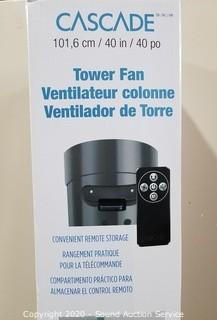 CASCADE
101,6 cm / 40 in / 40 po
Tower Fan
Ventilateur colonne
Ventilador de Torre
CONVENIENT REMOTE STORAGE
RANGEMENT PRATIQUE
POUR LA TÉLÉCOMMANDE
COMPARTIMENTO PRÁCTICO PARA
ALMACENAR EL CONTROL REMOTO
Copyright 2020 - Sound Auction Service